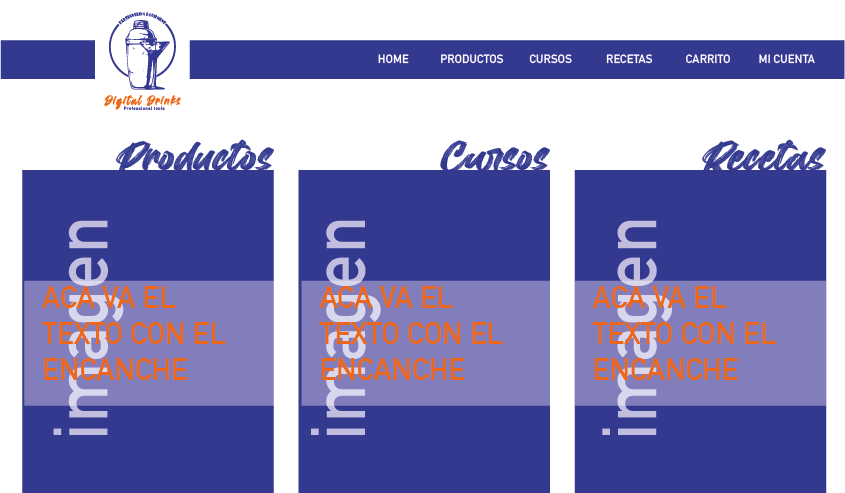 HOME PRODUCTOS CURSOS RECETAS CARRITO MI CUENTA
Digital Drinks
Professional tools
Productos
imagen
ACA VA EL
TEXTO CON EL
ENCANCHE
Cursos
imagen
ACA VA EL
TEXTO CON EL
ENCANCHE
Recetas
imagen
ACA VA EL
TEXTO CON EL
ENCANCHE